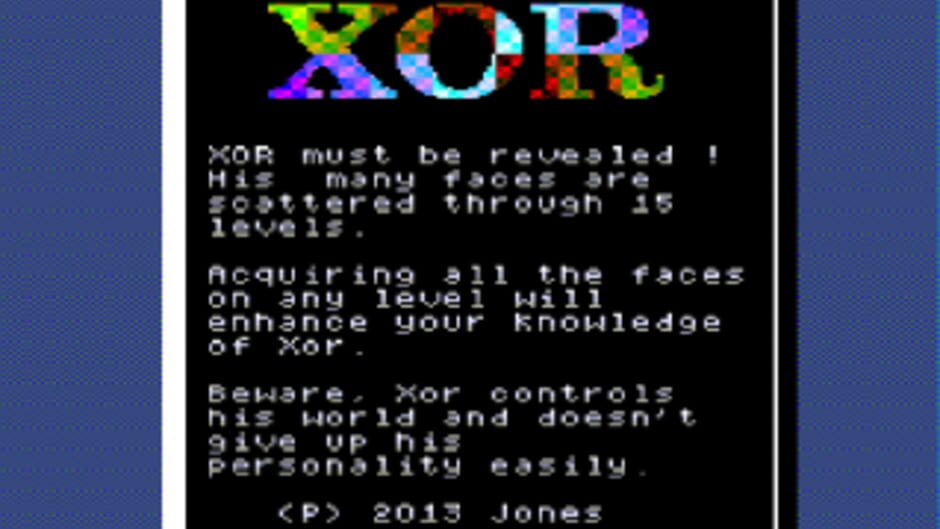 XOR
XOR must be revealed !
His many faces are
scattered through 15
levels.
Acquiring all the faces
on any level will
enhance your knowledge
of Xor.
Beware, Xor controls
his world and doesn't
give up his
personality easily.
(P) 2013 Jones